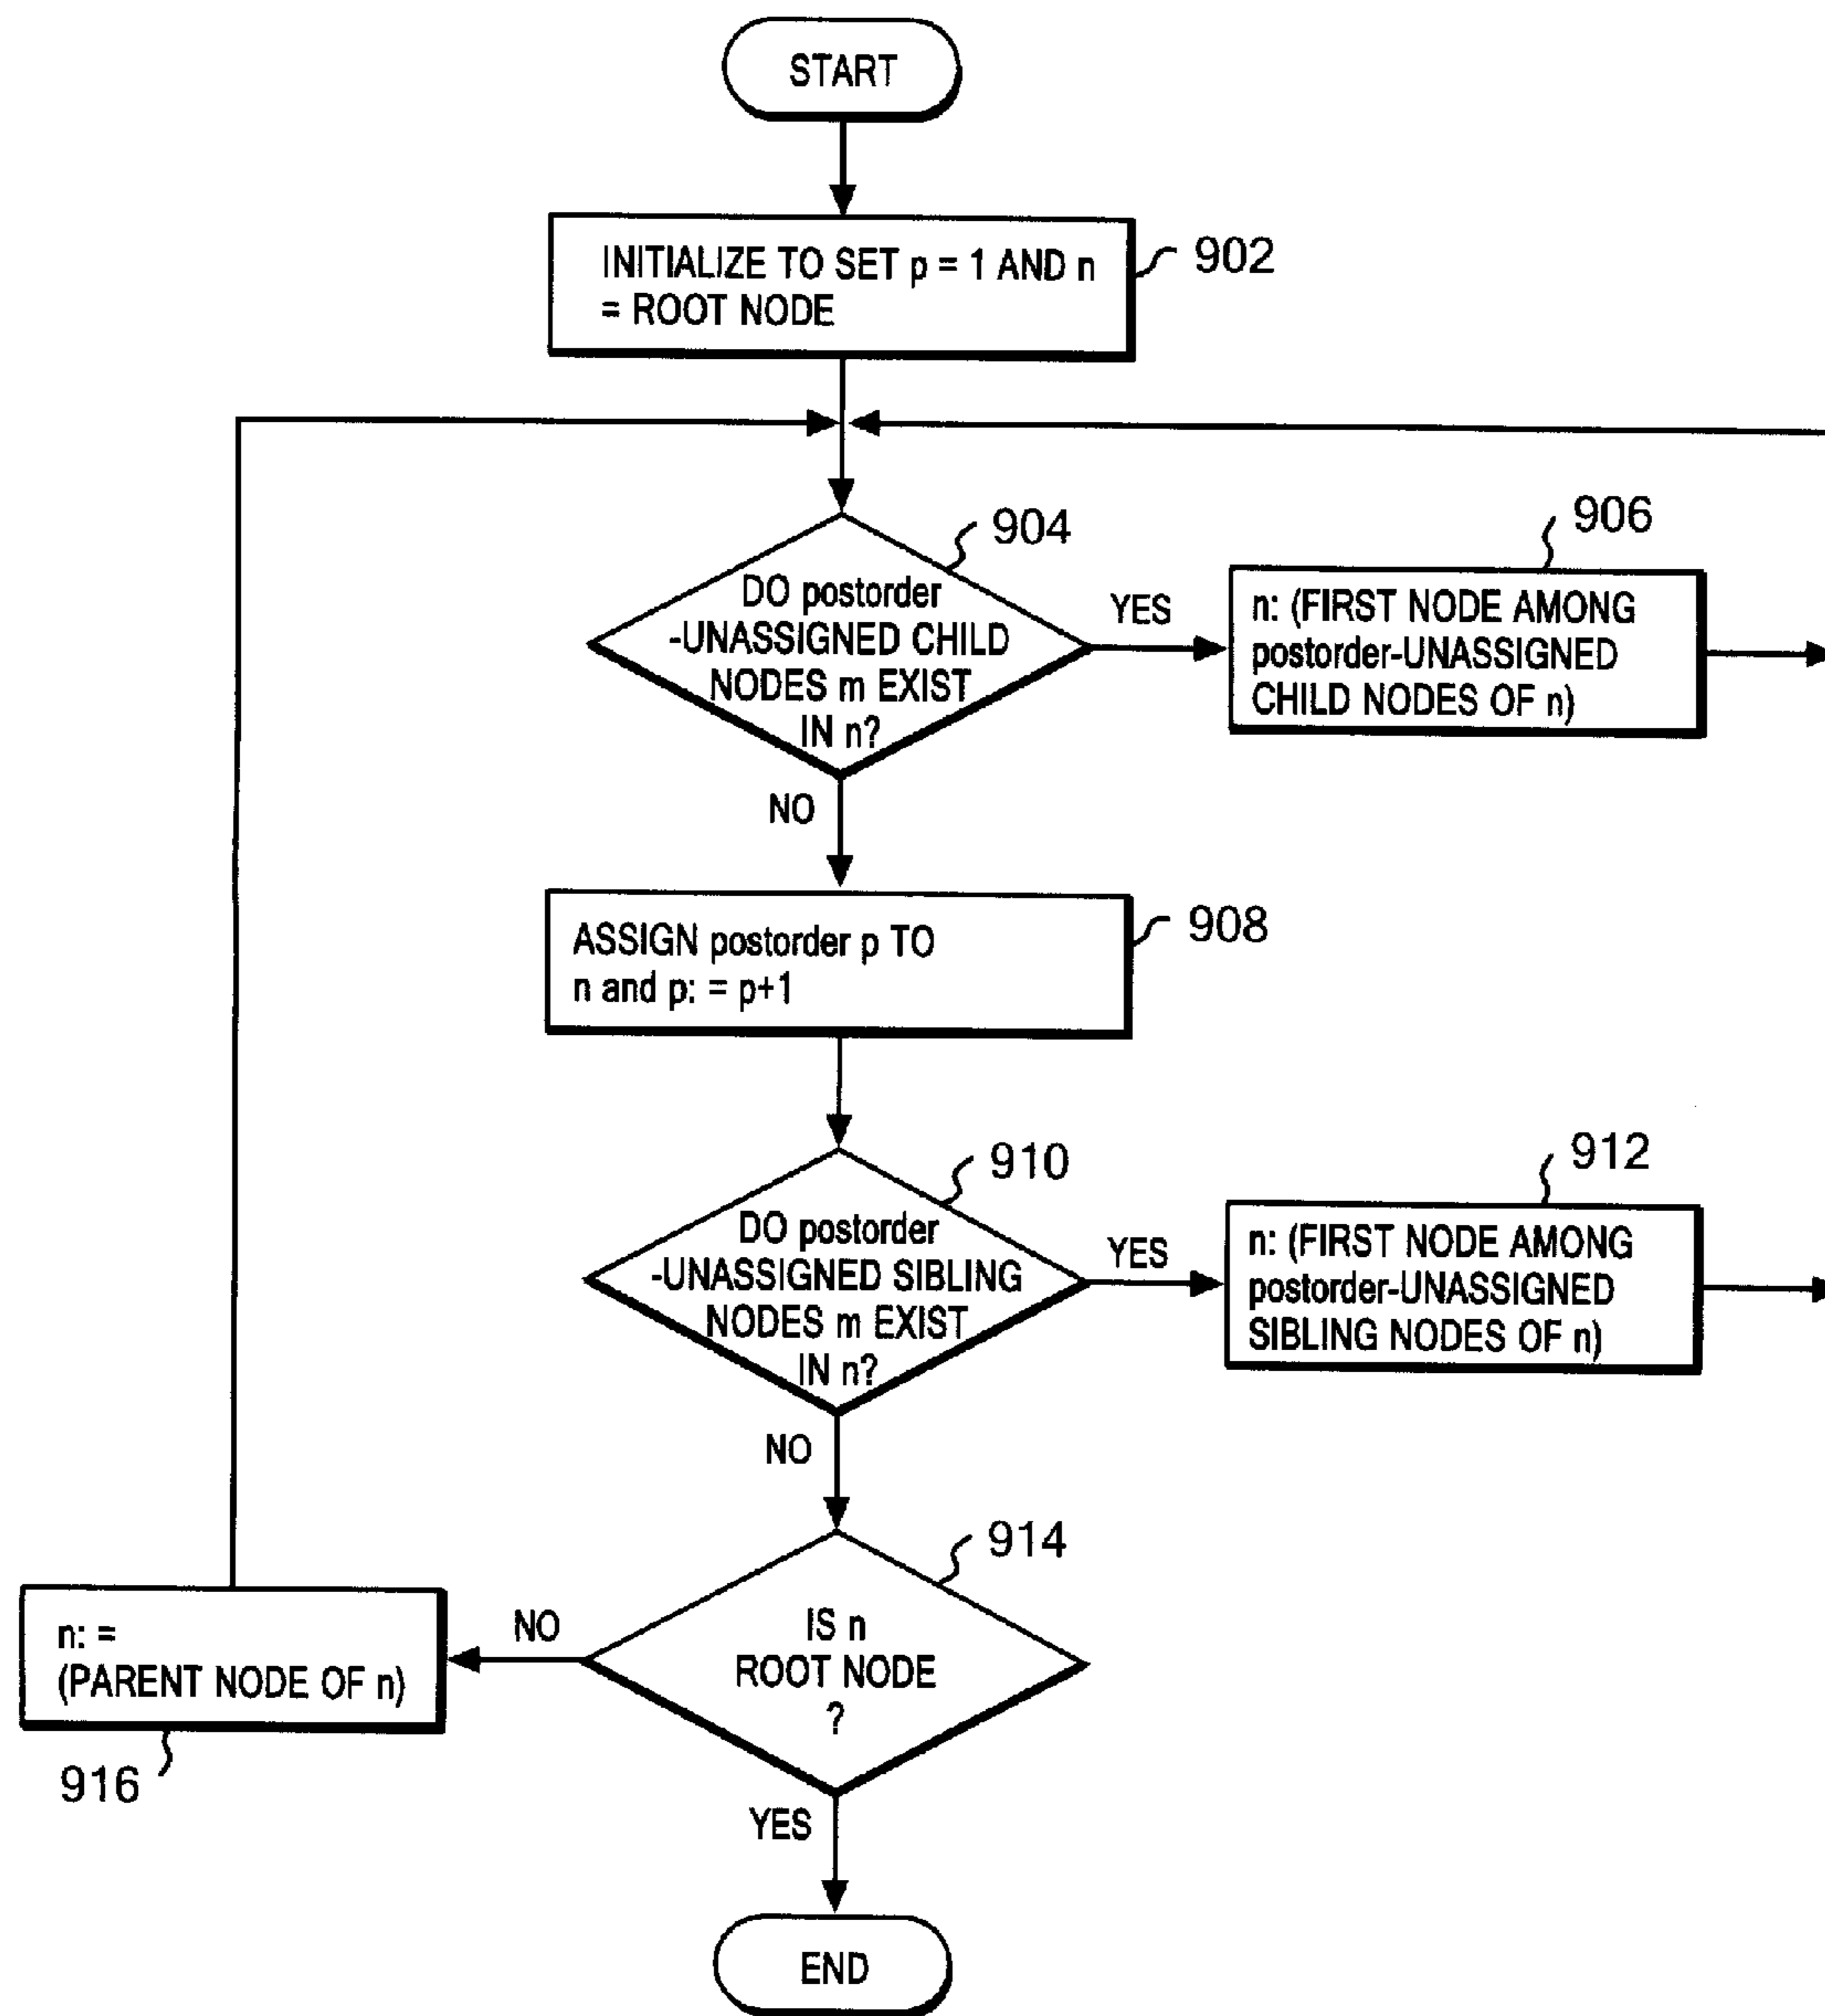 START
INITIALIZE TO SET p = 1 AND n
= ROOT NODE
902
904
DO postorder
-UNASSIGNED CHILD
NODES m EXIST
IN n?
YES
906
n: (FIRST NODE AMONG
postorder-UNASSIGNED
CHILD NODES OF n)
NO
ASSIGN postorder p TO
n and p: = p+1
908
910
DO postorder
-UNASSIGNED SIBLING
NODES m EXIST
IN n?
YES
912
n: (FIRST NODE AMONG
postorder-UNASSIGNED
SIBLING NODES OF n)
NO
914
IS n
ROOT NODE
?
NO
n: =
(PARENT NODE OF n)
916
YES
END